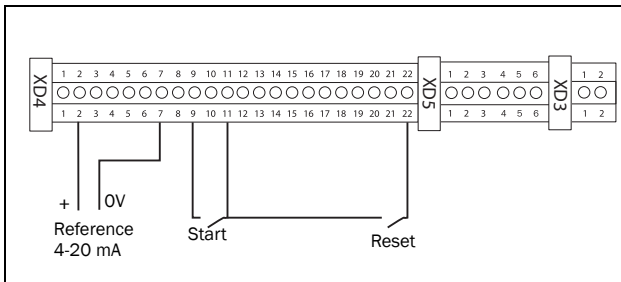 XD4
1 2 3 4 5 6 7 8 9 10 11 12 13 14 15 16 17 18 19 20 21 22
XD5
1 2 3 4 5 6
XD3
1 2
1 2 3 4 5 6 7 8 9 10 11 12 13 14 15 16 17 18 19 20 21 22
1 2 3 4 5 6
1 2
+ 0V
Reference
4-20 mA
Start
Reset